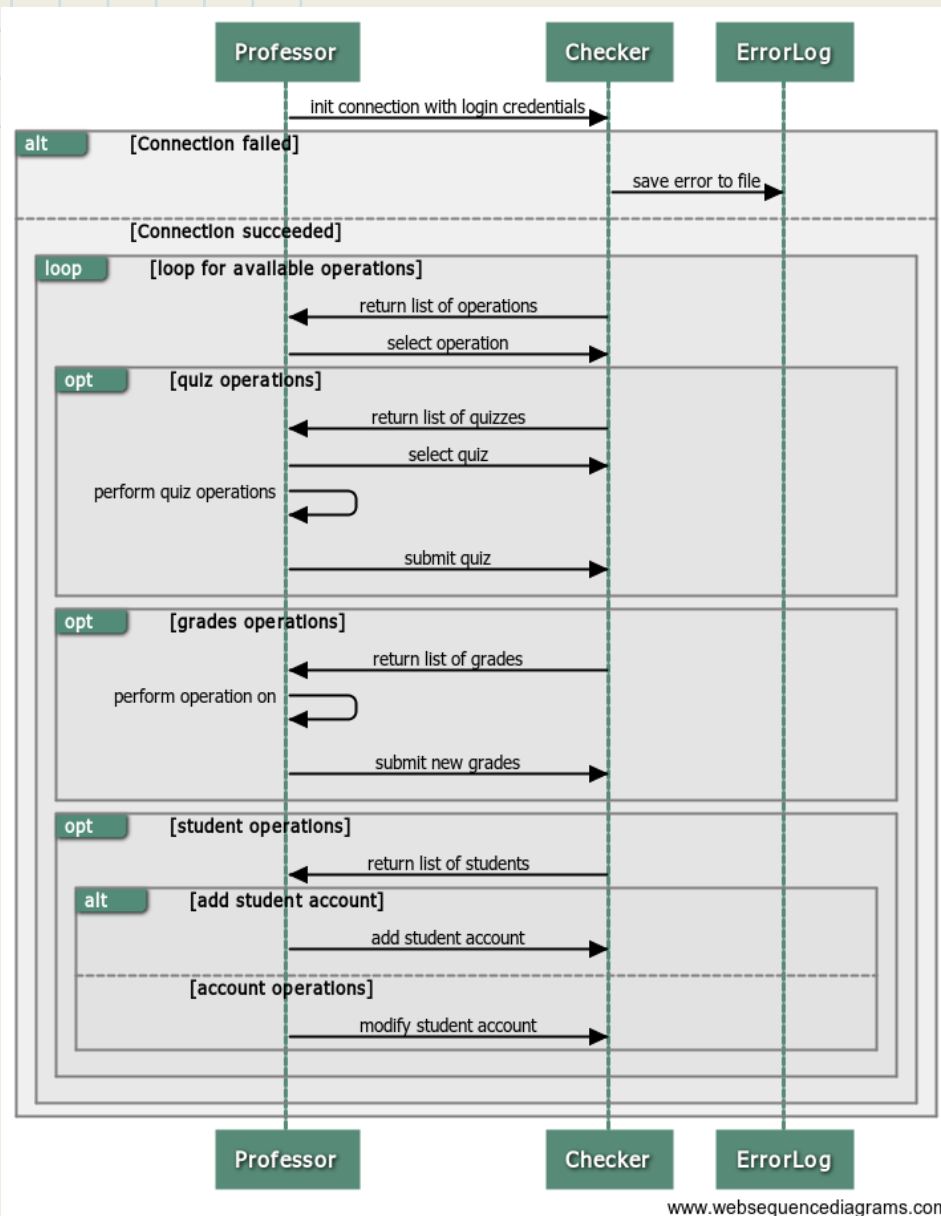 Professor
Checker
ErrorLog
init connection with login credentials
alt
[Connection failed]
save error to file
[Connection succeeded]
loop
[loop for available operations]
return list of operations
select operation
opt
[quiz operations]
return list of quizzes
select quiz
perform quiz operations
submit quiz
opt
[grades operations]
return list of grades
perform operation on
submit new grades
opt
[student operations]
return list of students
alt
[add student account]
add student account
[account operations]
modify student account
Professor
Checker
ErrorLog
www.websequencediagrams.com